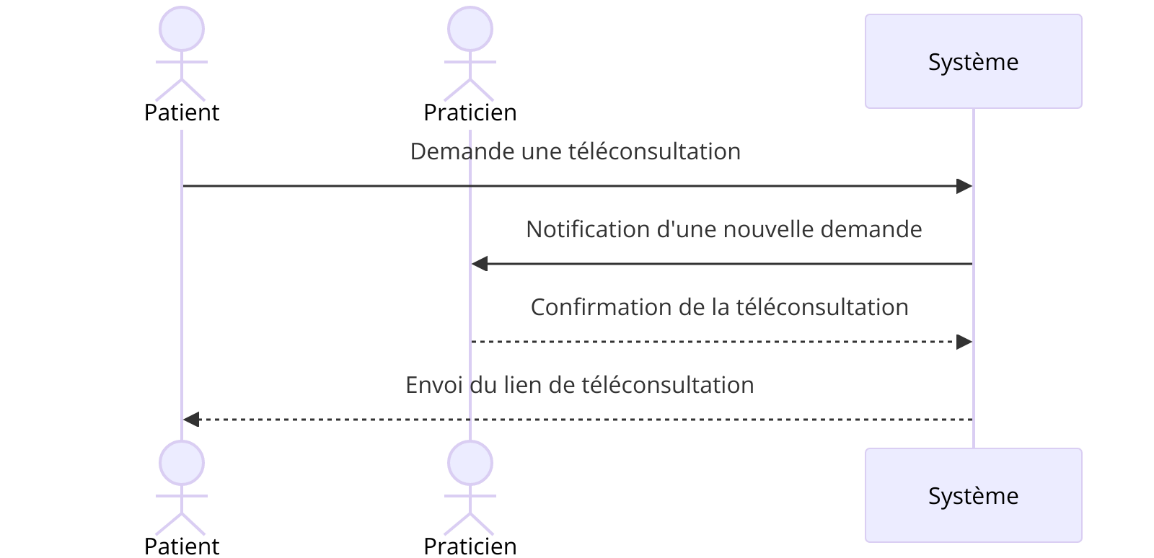 Patient
Praticien
Système
Demande une téléconsultation
Notification d'une nouvelle demande
Confirmation de la téléconsultation
Envoi du lien de téléconsultation
Patient
Praticien
Système